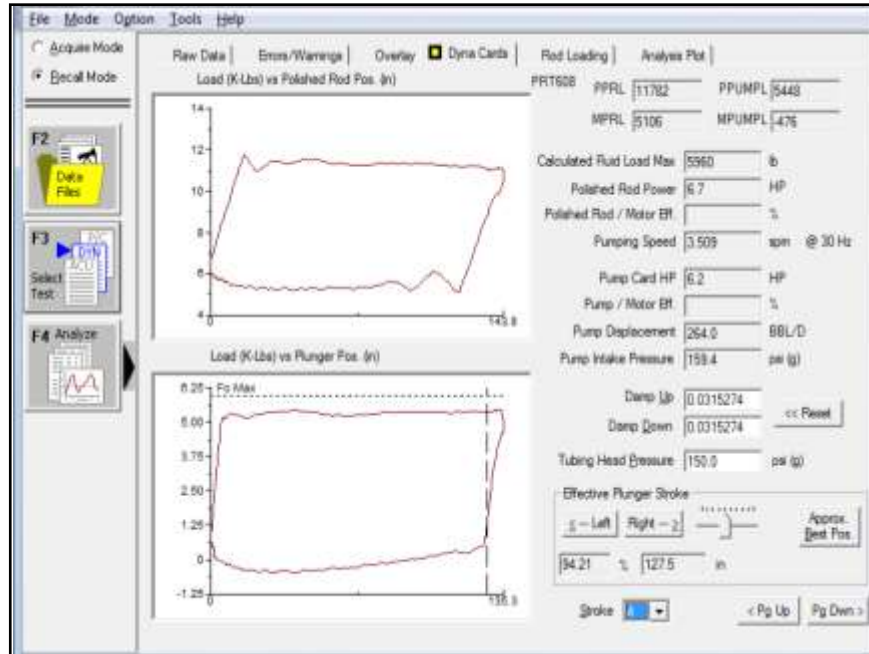 File Mode Option Tools Help
Acquire Mode
Recall Mode
F2
Data
Files
F3
Select
Test
F4 Analyze
Raw Data Errors/Warnings Overlay Dyna Cards Rod Loading Analysis Plot
Load (K-Lbs) vs Polished Rod Pos. (in)
14
12
10
8
6
4
0
Load (K-Lbs) vs Plunger Pos. (in)
6.25
Fo Max
5.00
3.75
2.50
1.25
0
-1.25
0
PRT608
PPRL 11782 PPUMPL 5448
MPRL 5106 MPUMPL -476
Calculated Fluid Load Max 5960 lb
Polished Rod Power 6.7 HP
Polished Rod / Motor Eff. %
Pumping Speed 3.509 spm @ 30 Hz
Pump Card HP 6.2 HP
Pump / Motor Eff. %
Pump Displacement 264.0 BBL/D
Pump Intake Pressure 159.4 psi (g)
Damp Up 0.0315274
Damp Down 0.0315274
<< Reset
Tubing Head Pressure 150.0 psi (g)
Effective Plunger Stroke
Left Right
Approx.
Best Pos
94.21 % 127.5 in
Stroke
< Pg Up Pg Dwn >